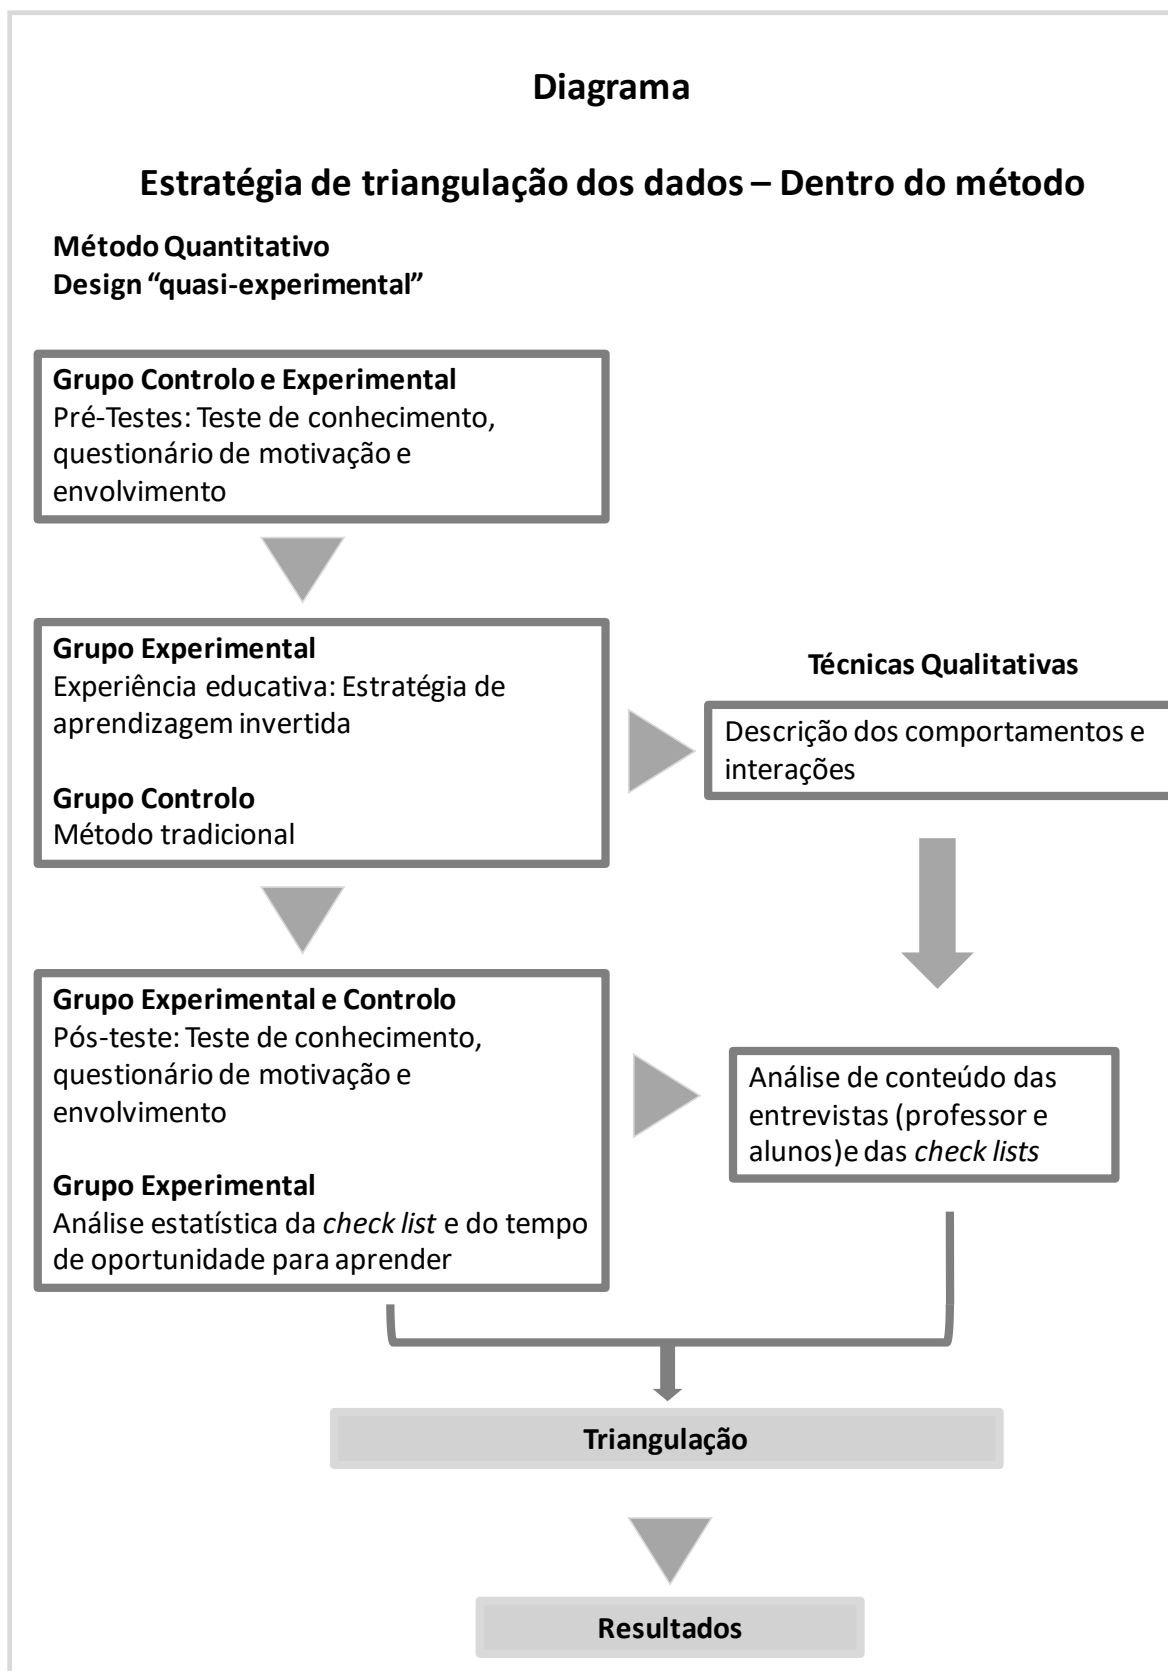 Diagrama
Estratégia de triangulação dos dados – Dentro do método
Método Quantitativo
Design “quasi-experimental”
Grupo Controlo e Experimental
Pré-Testes: Teste de conhecimento,
questionário de motivação e
envolvimento
Grupo Experimental
Experiência educativa: Estratégia de
aprendizagem invertida
Grupo Controlo
Método tradicional
Técnicas Qualitativas
Descrição dos comportamentos e
interações
Grupo Experimental e Controlo
Pós-teste: Teste de conhecimento,
questionário de motivação e
envolvimento
Grupo Experimental
Análise estatística da check list e do tempo
de oportunidade para aprender
Análise de conteúdo das
entrevistas (professor e
alunos)e das check lists
Triangulação
Resultados